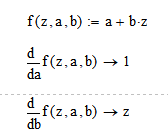 f(z,a,b) := a + b·z
d/da f(z,a,b) → 1
d/db f(z,a,b) → z